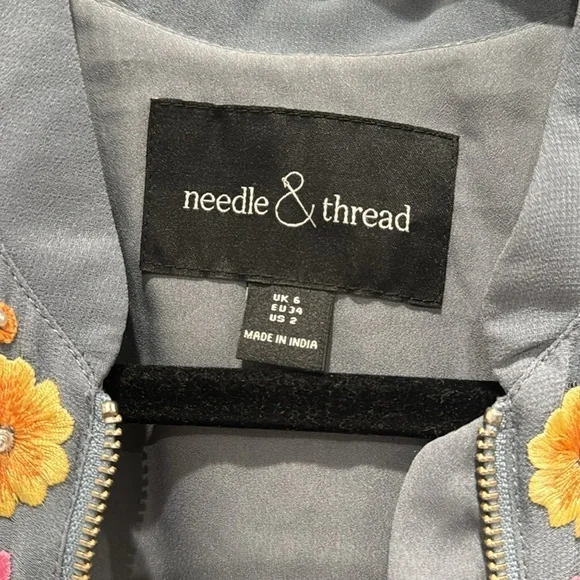 needle & thread
UK 6
EU 34
US 2
MADE IN INDIA